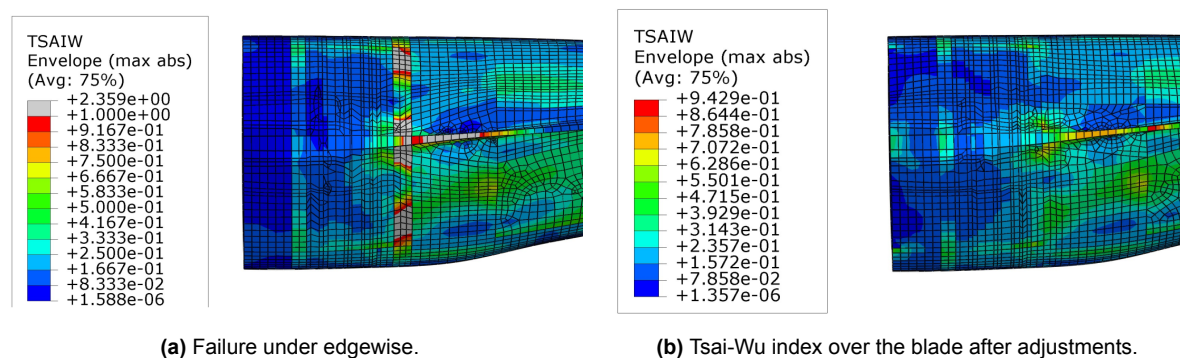 TSAIW
Envelope (max abs)
(Avg: 75%)
+2.359e+00
+1.000e+00
+9.167e-01
+8.333e-01
+7.500e-01
+6.667e-01
+5.833e-01
+5.000e-01
+4.167e-01
+3.333e-01
+2.500e-01
+1.667e-01
+8.333e-02
+1.588e-06
(a) Failure under edgewise.
TSAIW
Envelope (max abs)
(Avg: 75%)
+9.429e-01
+8.644e-01
+7.858e-01
+7.072e-01
+6.286e-01
+5.501e-01
+4.715e-01
+3.929e-01
+3.143e-01
+2.357e-01
+1.572e-01
+7.858e-02
+1.357e-06
(b) Tsai-Wu index over the blade after adjustments.